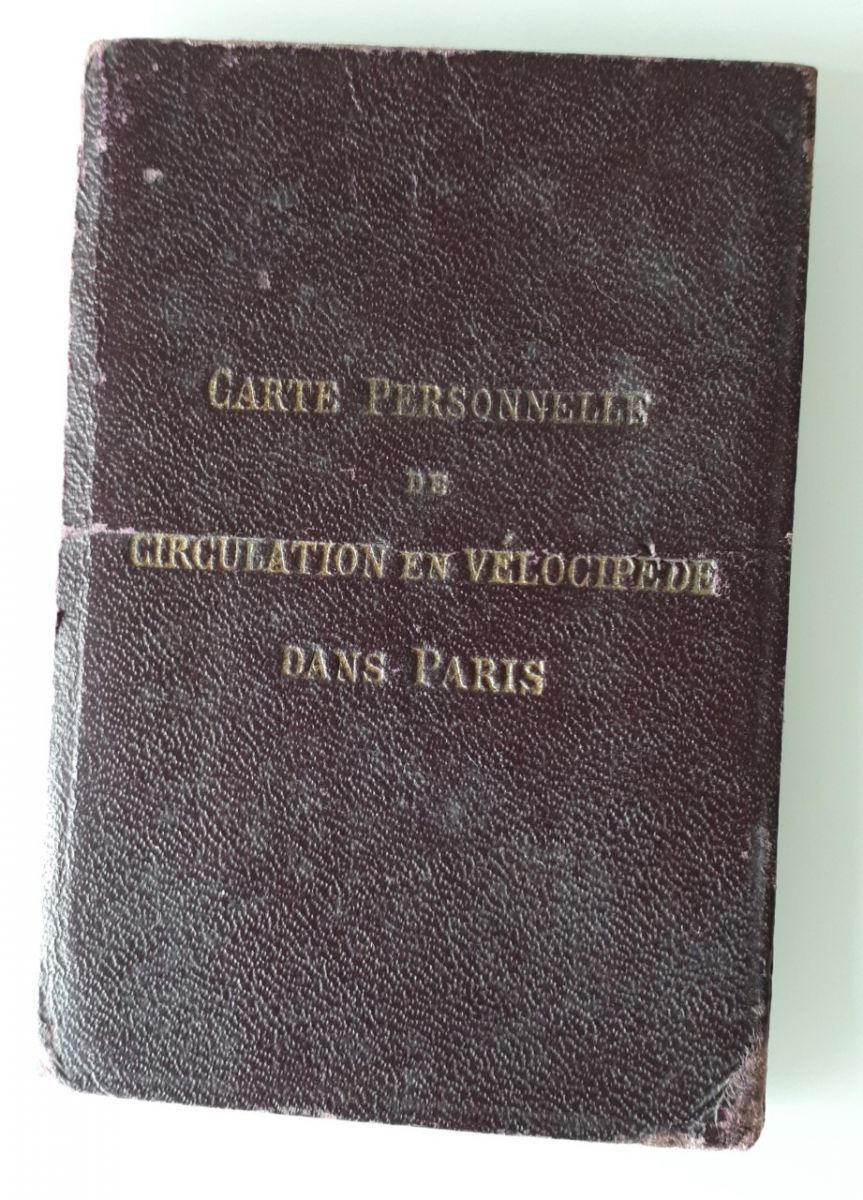 CARTE PERSONNELLE
DE
CIRCULATION EN VÉLOCIPÈDE
DANS PARIS